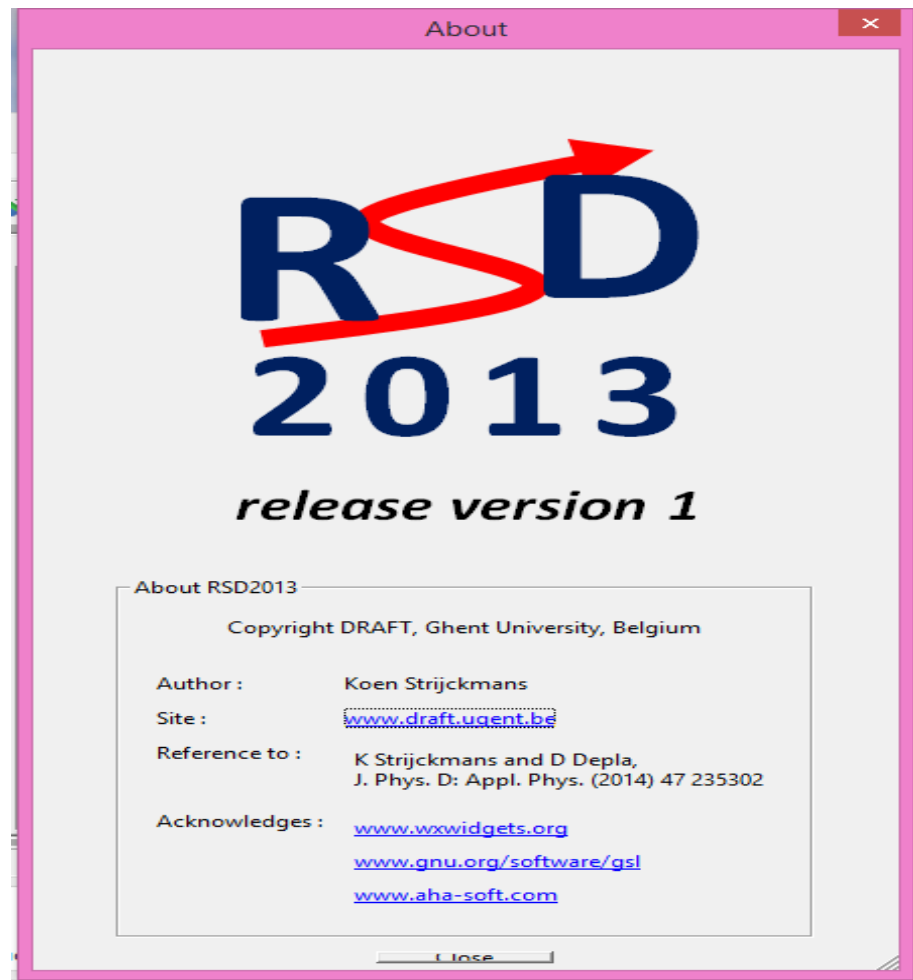 About
RSD
2013
release version 1
About RSD2013
Copyright DRAFT, Ghent University, Belgium
Author : Koen Strijckmans
Site : www.draft.ugent.be
Reference to : K Strijckmans and D Depla,
J. Phys. D: Appl. Phys. (2014) 47 235302
Acknowledges : www.wxwidgets.org
www.gnu.org/software/gsl
www.aha-soft.com
Close